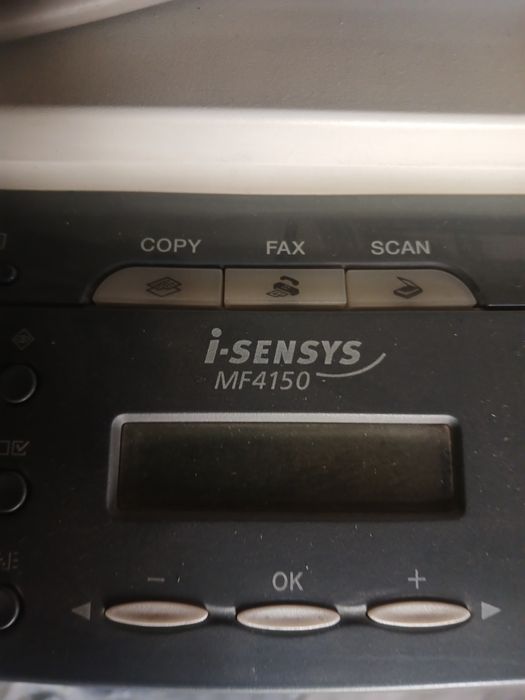 COPY FAX SCAN
i-SENSYS
MF4150
- OK +